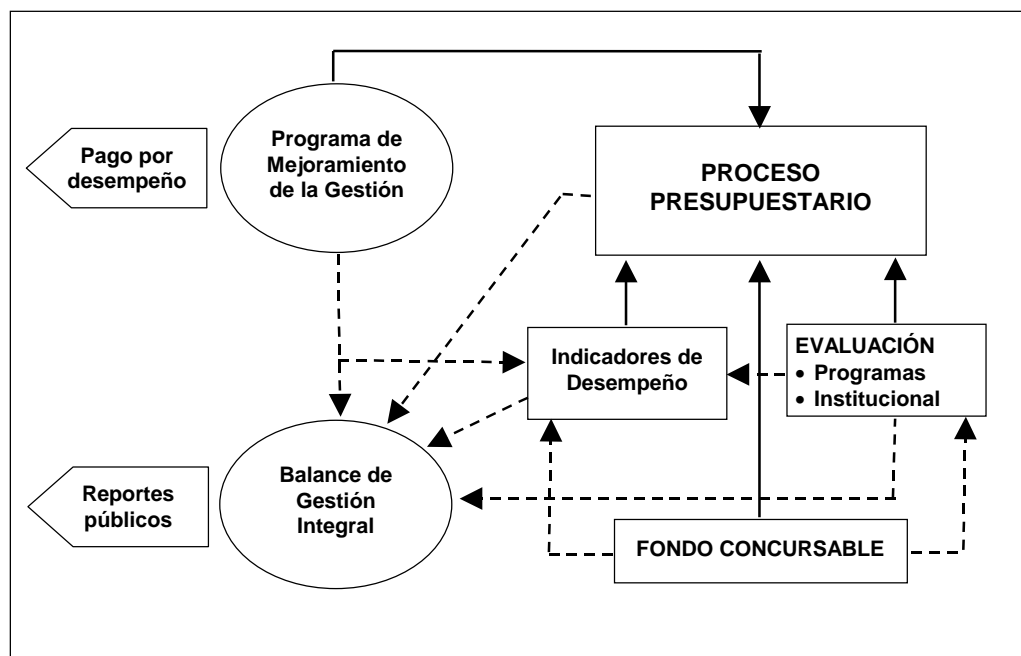 Programa de
Mejoramiento
de la Gestión
Pago por
desempeño
PROCESO
PRESUPUESTARIO
Indicadores de
Desempeño
EVALUACIÓN
• Programas
• Institucional
Balance de
Gestión
Integral
Reportes
públicos
FONDO CONCURSABLE